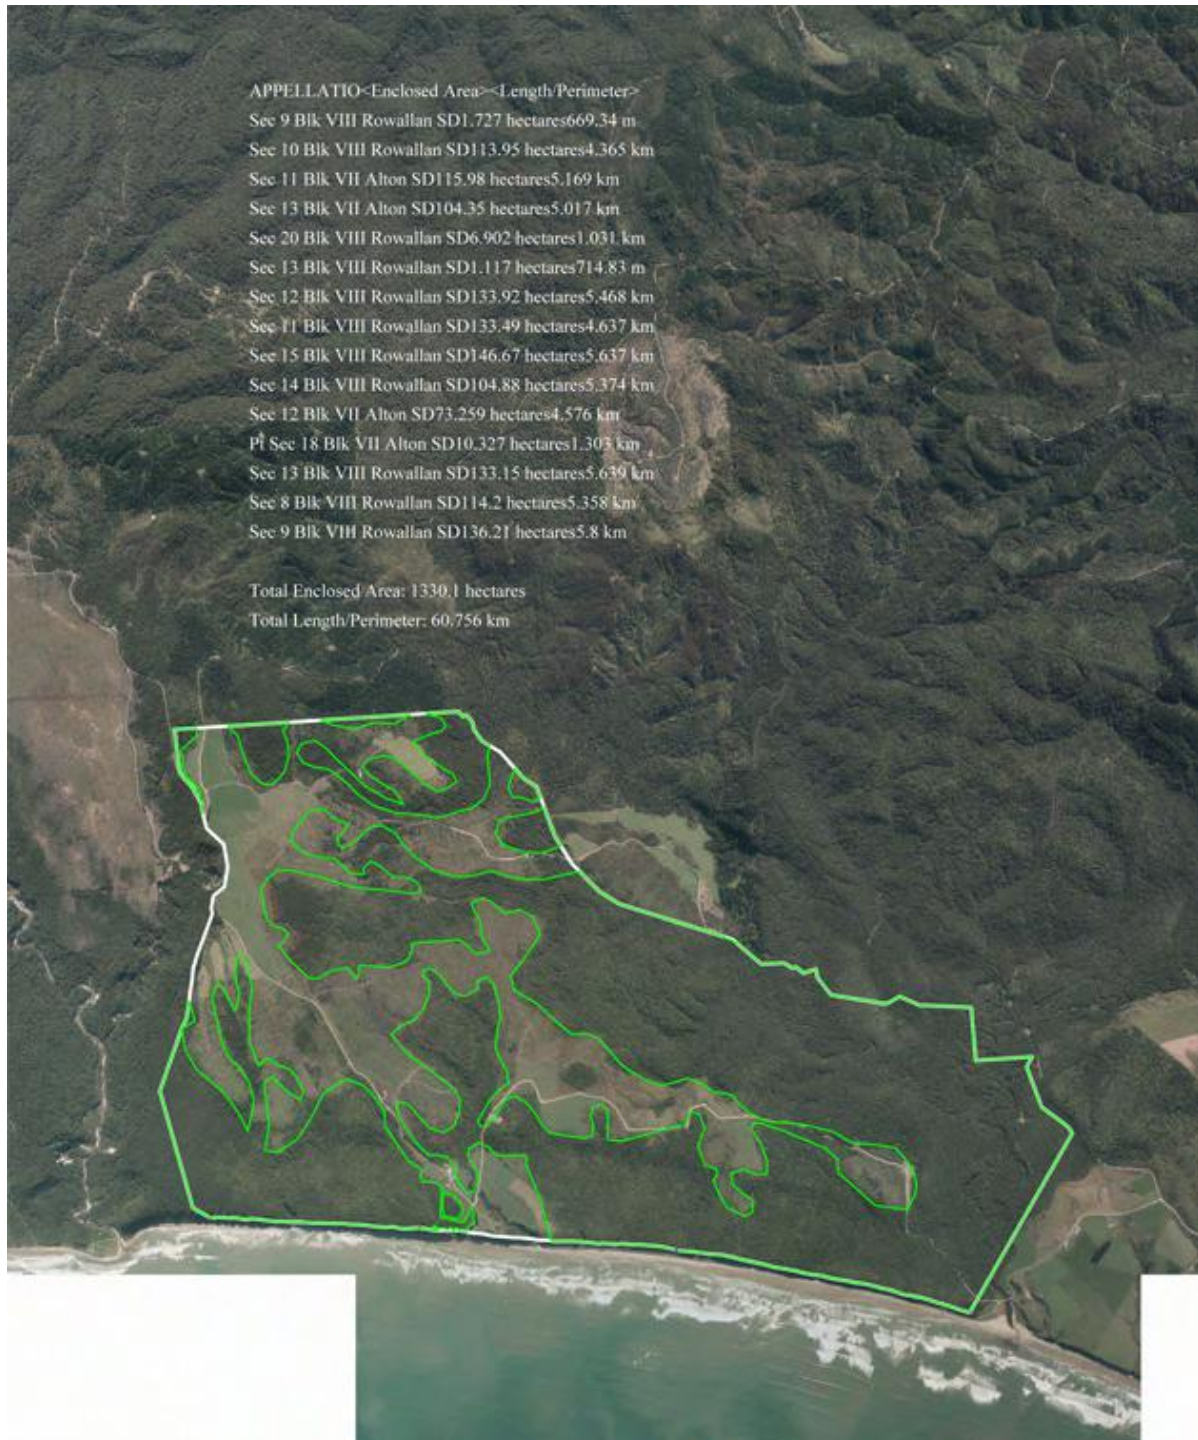 APPELLATIO<Enclosed Area><Length/Perimeter>
Sec 9 Blk VIII Rowallan SD1.727 hectares669.34 m
Sec 10 Blk VIII Rowallan SD113.95 hectares4.365 km
Sec 11 Blk VII Alton SD115.98 hectares5.169 km
Sec 13 Blk VII Alton SD104.35 hectares5.017 km
Sec 20 Blk VIII Rowallan SD6.902 hectares1.031 km
Sec 13 Blk VIII Rowallan SD1.117 hectares714.83 m
Sec 12 Blk VIII Rowallan SD133.92 hectares5.468 km
Sec 11 Blk VIII Rowallan SD133.49 hectares4.637 km
Sec 15 Blk VIII Rowallan SD146.67 hectares5.637 km
Sec 14 Blk VIII Rowallan SD104.88 hectares5.374 km
Sec 12 Blk VII Alton SD73.259 hectares4.576 km
Pt Sec 18 Blk VII Alton SD10.327 hectares1.303 km
Sec 13 Blk VIII Rowallan SD133.15 hectares5.639 km
Sec 8 Blk VIII Rowallan SD114.2 hectares5.358 km
Sec 9 Blk VIII Rowallan SD136.21 hectares5.8 km
Total Enclosed Area: 1330.1 hectares
Total Length/Perimeter: 60.756 km